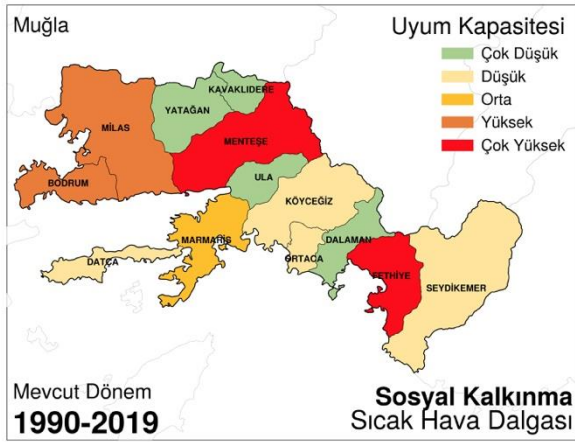 Muğla
Uyum Kapasitesi
Çok Düşük
Düşük
Orta
Yüksek
Çok Yüksek
KAVAKLIDERE
YATAĞAN
MİLAS
MENTEŞE
BODRUM
ULA
KÖYCEĞİZ
MARMARİS
DALAMAN
ORTACA
DATÇA
FETHİYE
SEYDİKEMER
Mevcut Dönem
1990-2019
Sosyal Kalkınma
Sıcak Hava Dalgası